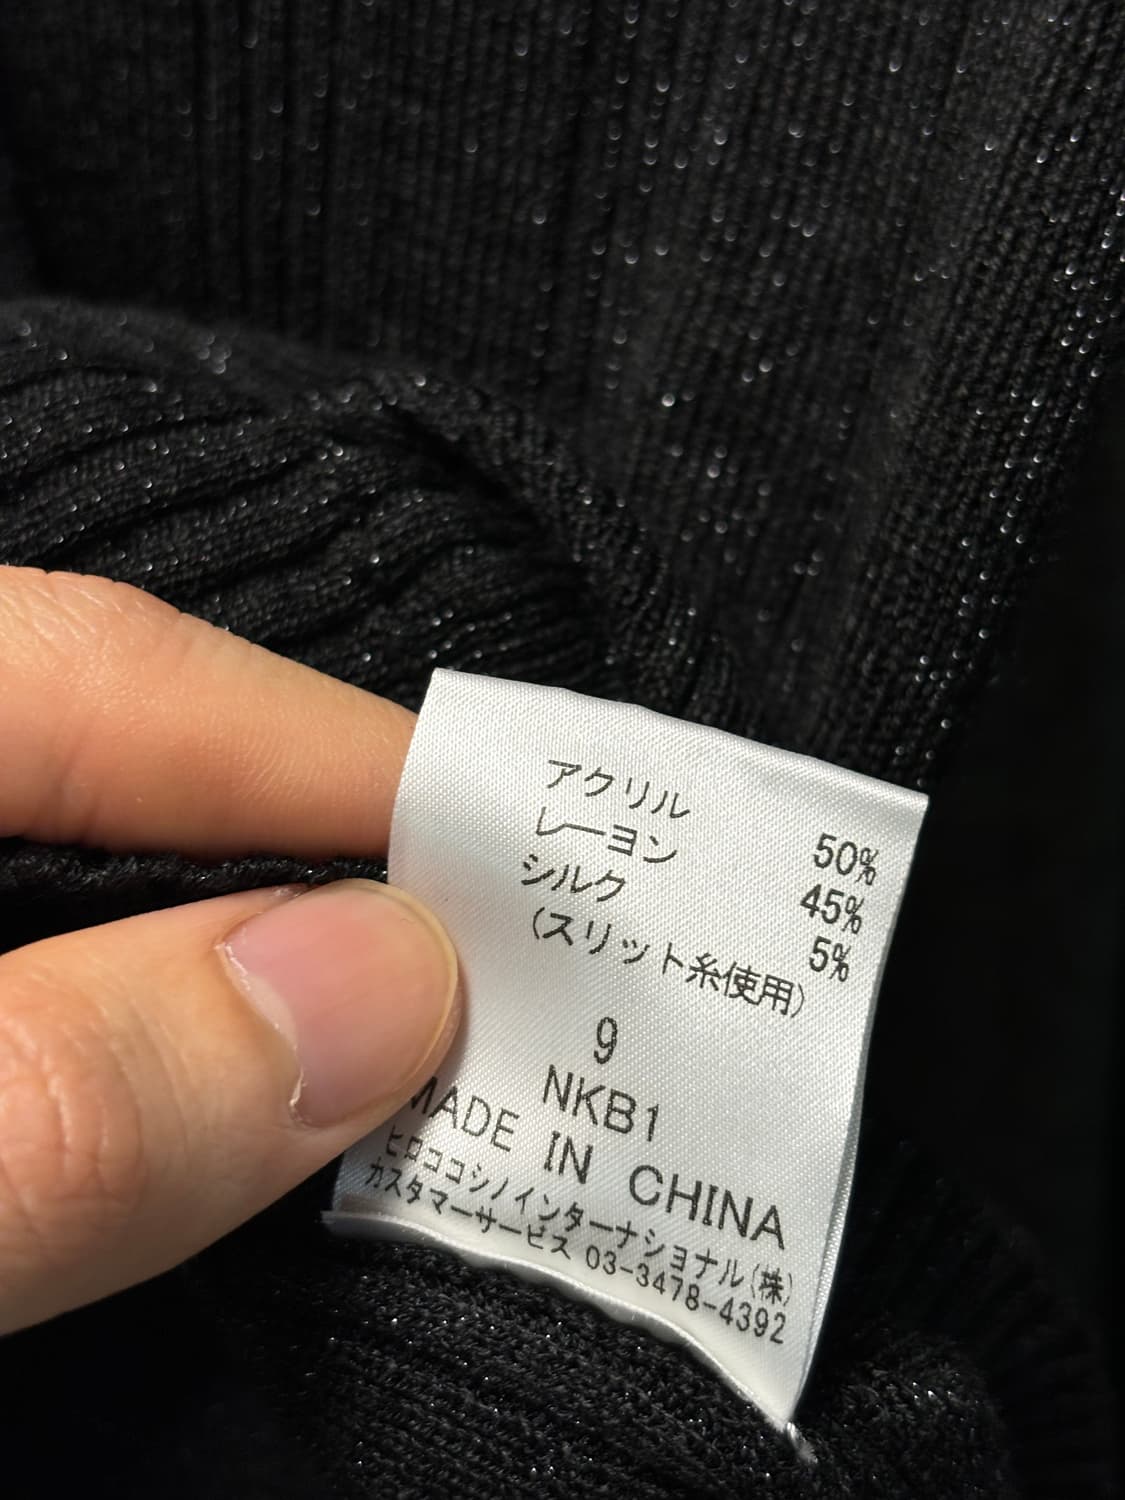 アクリル 50%
レーヨン 45%
シルク 5%
(スリット糸使用)
9
NKB1
MADE IN CHINA
ヒロココシノインターナショナル(株)
カスタマーサービス 03-3478-4392